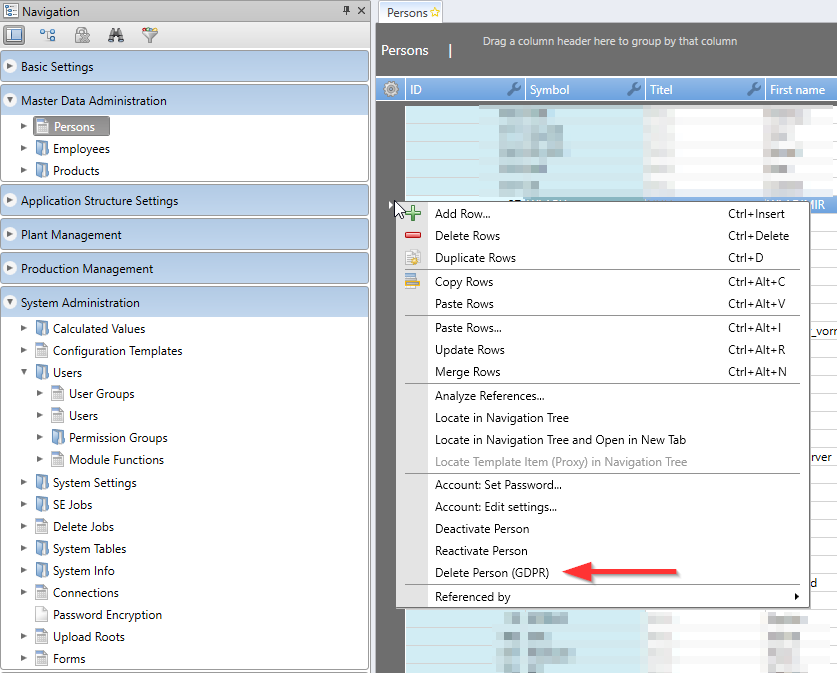 Navigation
Basic Settings
Master Data Administration
Persons
Employees
Products
Application Structure Settings
Plant Management
Production Management
System Administration
Calculated Values
Configuration Templates
Users
User Groups
Users
Permission Groups
Module Functions
System Settings
SE Jobs
Delete Jobs
System Tables
System Info
Connections
Password Encryption
Upload Roots
Forms
Persons
Persons
Drag a column header here to group by that column
ID Symbol Titel First name
Add Row... Ctrl+Insert
Delete Rows Ctrl+Delete
Duplicate Rows Ctrl+D
Copy Rows Ctrl+Alt+C
Paste Rows Ctrl+Alt+V
Paste Rows... Ctrl+Alt+I
Update Rows Ctrl+Alt+R
Merge Rows Ctrl+Alt+N
Analyze References...
Locate in Navigation Tree
Locate in Navigation Tree and Open in New Tab
Locate Template Item (Proxy) in Navigation Tree
Account: Set Password...
Account: Edit settings...
Deactivate Person
Reactivate Person
Delete Person (GDPR)
Referenced by